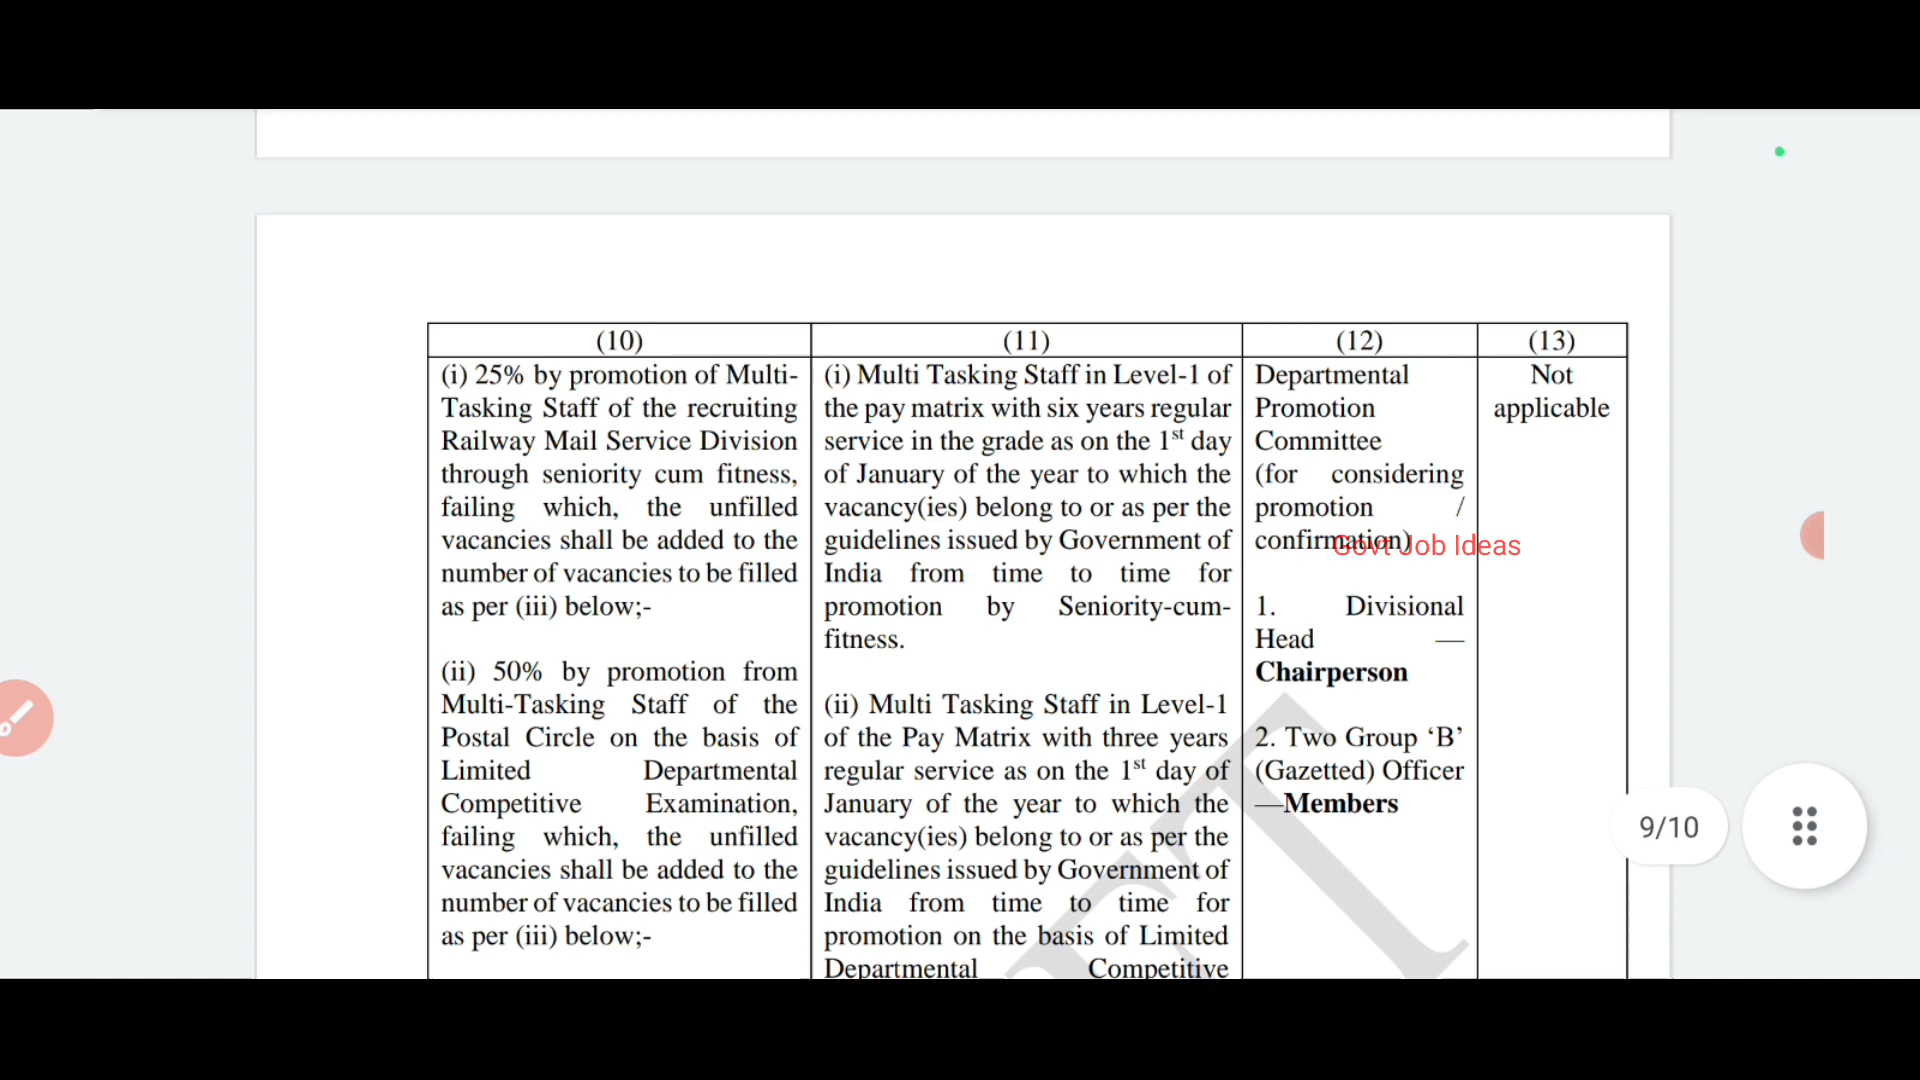 (10)
(i) 25% by promotion of Multi-
Tasking Staff of the recruiting
Railway Mail Service Division
through seniority cum fitness,
failing which, the unfilled
vacancies shall be added to the
number of vacancies to be filled
as per (iii) below;-
(ii) 50% by promotion from
Multi-Tasking Staff of the
Postal Circle on the basis of
Limited Departmental
Competitive Examination,
failing which, the unfilled
vacancies shall be added to the
number of vacancies to be filled
as per (iii) below;-
(11)
(i) Multi Tasking Staff in Level-1 of
the pay matrix with six years regular
service in the grade as on the 1st day
of January of the year to which the
vacancy(ies) belong to or as per the
guidelines issued by Government of
India from time to time for
promotion by Seniority-cum-
fitness.
(ii) Multi Tasking Staff in Level-1
of the Pay Matrix with three years
regular service as on the 1st day of
January of the year to which the
vacancy(ies) belong to or as per the
guidelines issued by Government of
India from time to time for
promotion on the basis of Limited
Departmental Competitive
(12)
Departmental
Promotion
Committee
(for considering
promotion /
confirmation)
1. Divisional
Head —
Chairperson
2. Two Group ‘B’
(Gazetted) Officer
—Members
(13)
Not
applicable
Govt Job Ideas
9/10
FT